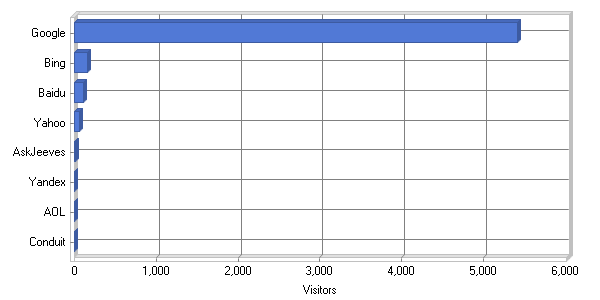 Google
Bing
Baidu
Yahoo
AskJeeves
Yandex
AOL
Conduit
0 1,000 2,000 3,000 4,000 5,000 6,000
Visitors